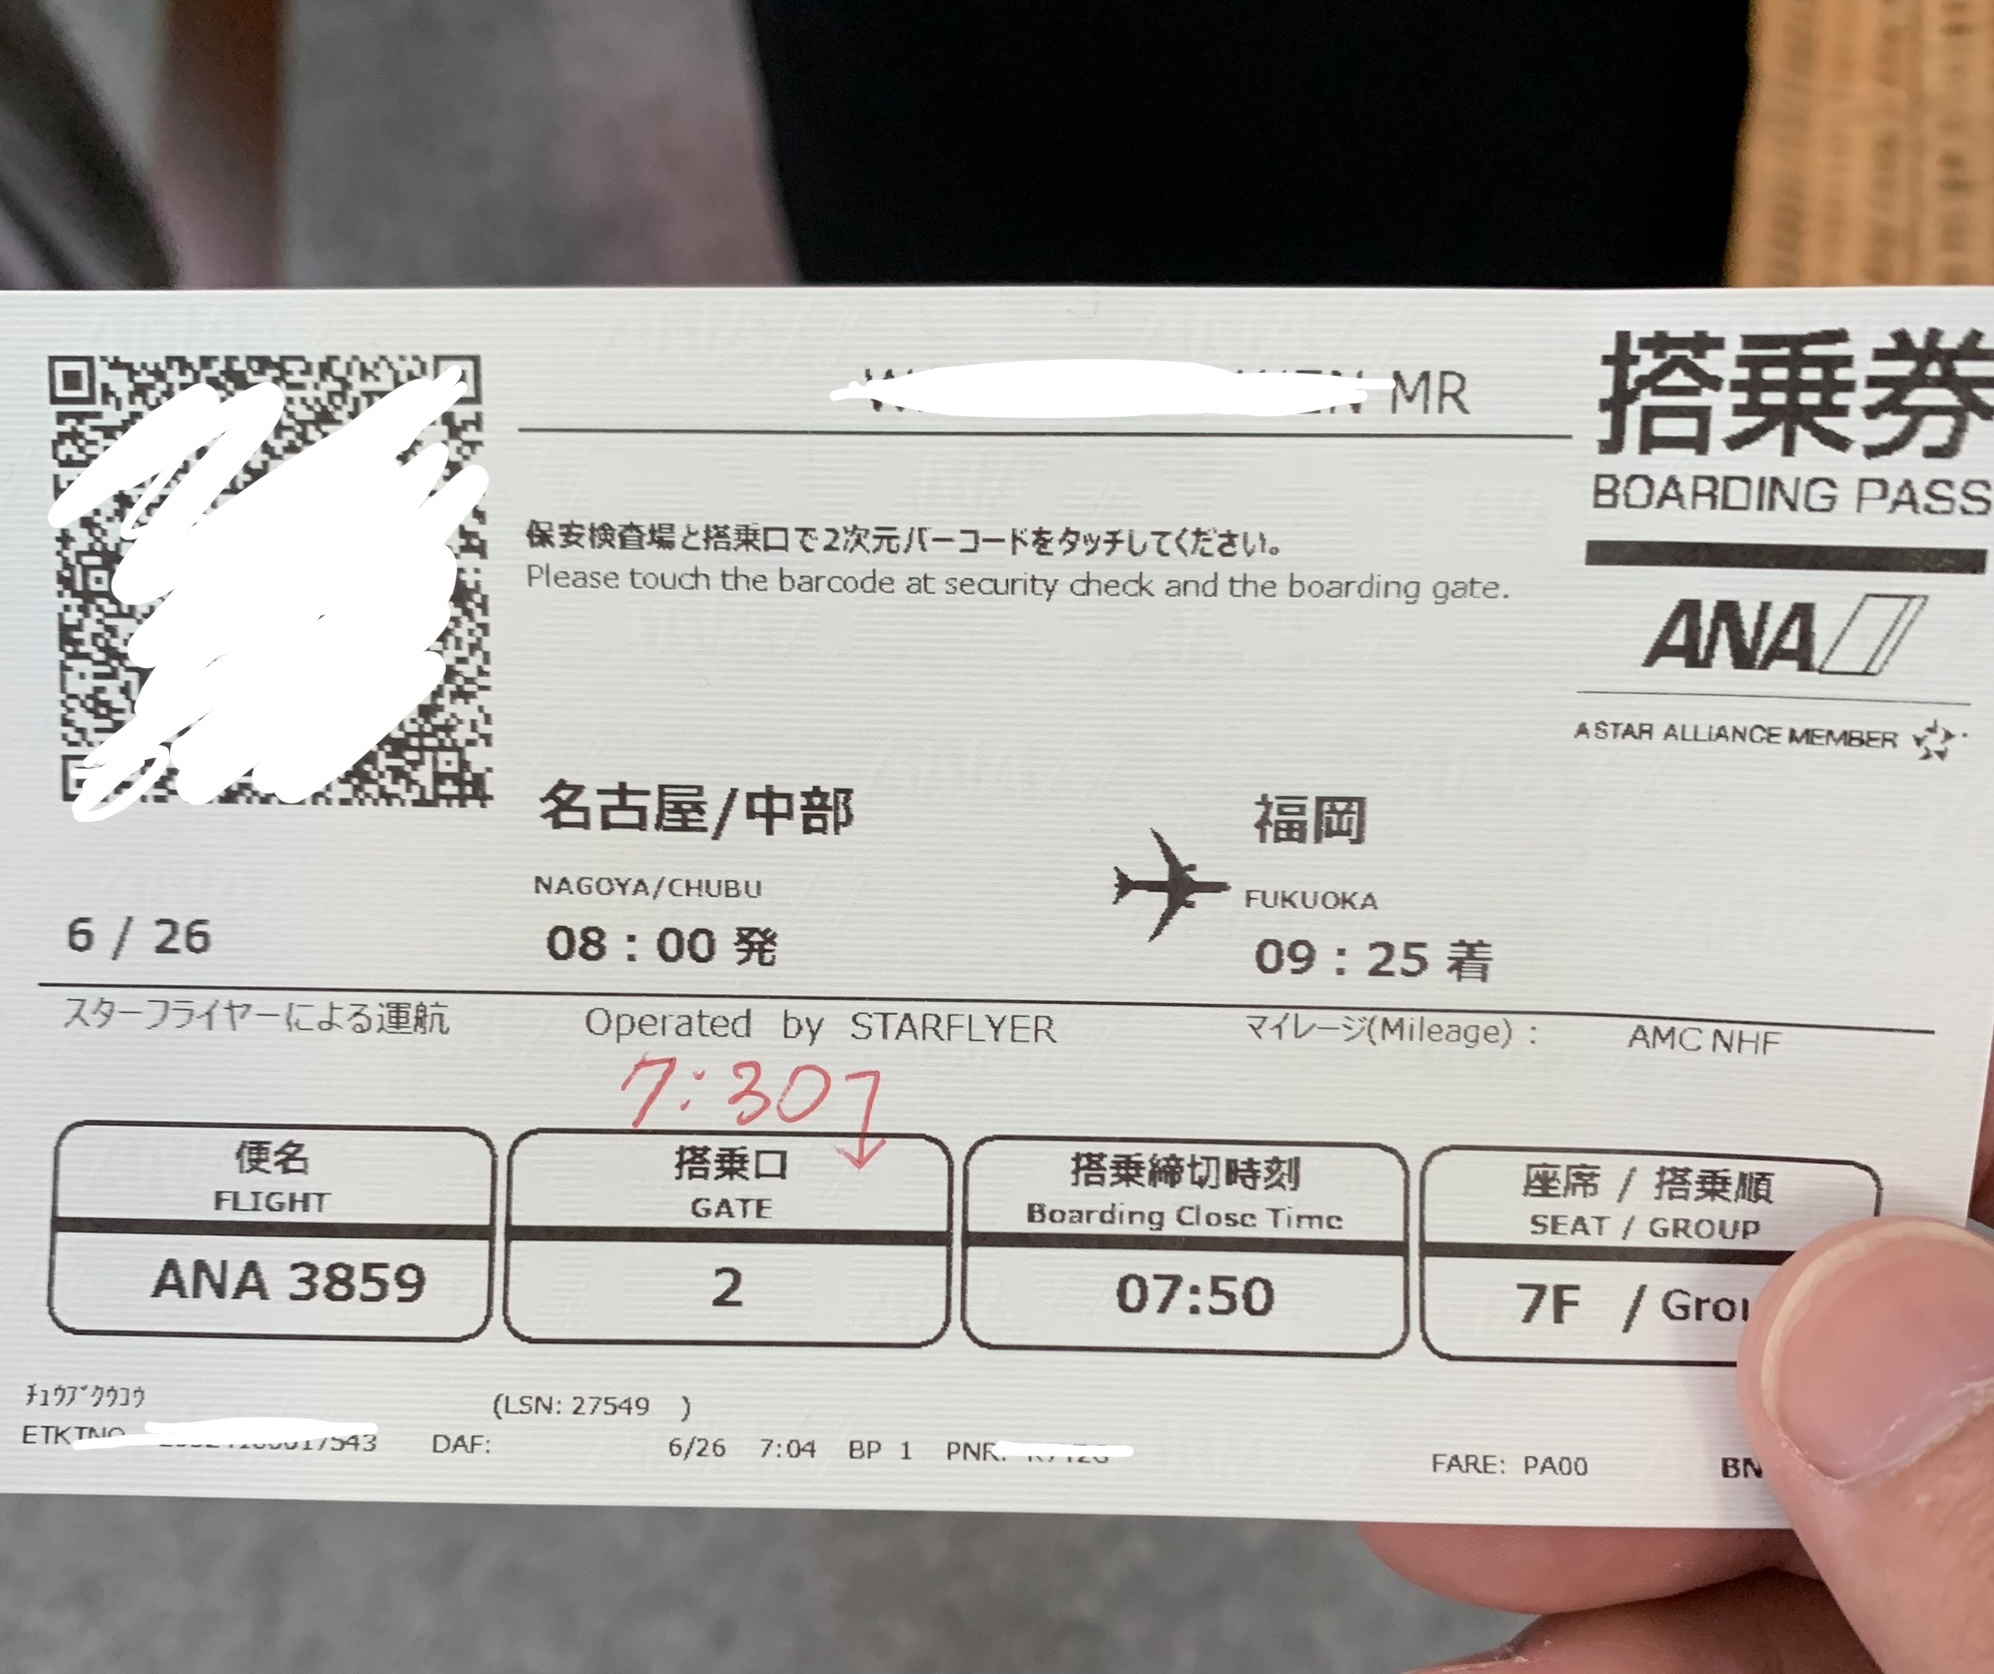 MR
搭乗券
BOARDING PASS
保安検査場と搭乗口で2次元バーコードをタッチしてください。
Please touch the barcode at security check and the boarding gate.
ANA
A STAR ALLIANCE MEMBER
名古屋/中部
福岡
NAGOYA/CHUBU
FUKUOKA
6 / 26
08 : 00 発
09 : 25 着
スターフライヤーによる運航 Operated by STARFLYER マイレージ(Mileage) : AMC NHF
7:30
便名
FLIGHT
ANA 3859
搭乗口
GATE
2
搭乗締切時刻
Boarding Close Time
07:50
座席 / 搭乗順
SEAT / GROUP
7F /
ﾁｭｳﾌﾞｸｳｺｳ (LSN: 27549 )
DAF: 6/26 7:04 BP 1 FARE: PA00